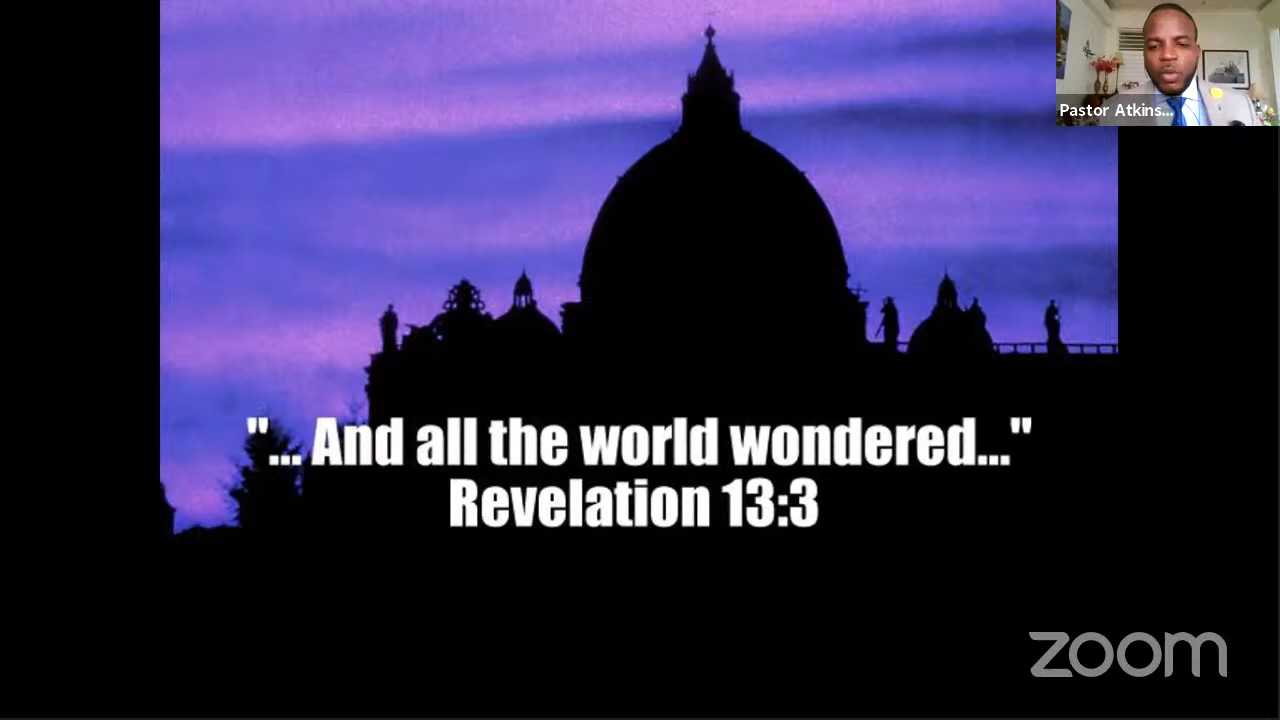 Pastor Atkins...
"... And all the world wondered..."
Revelation 13:3
zoom